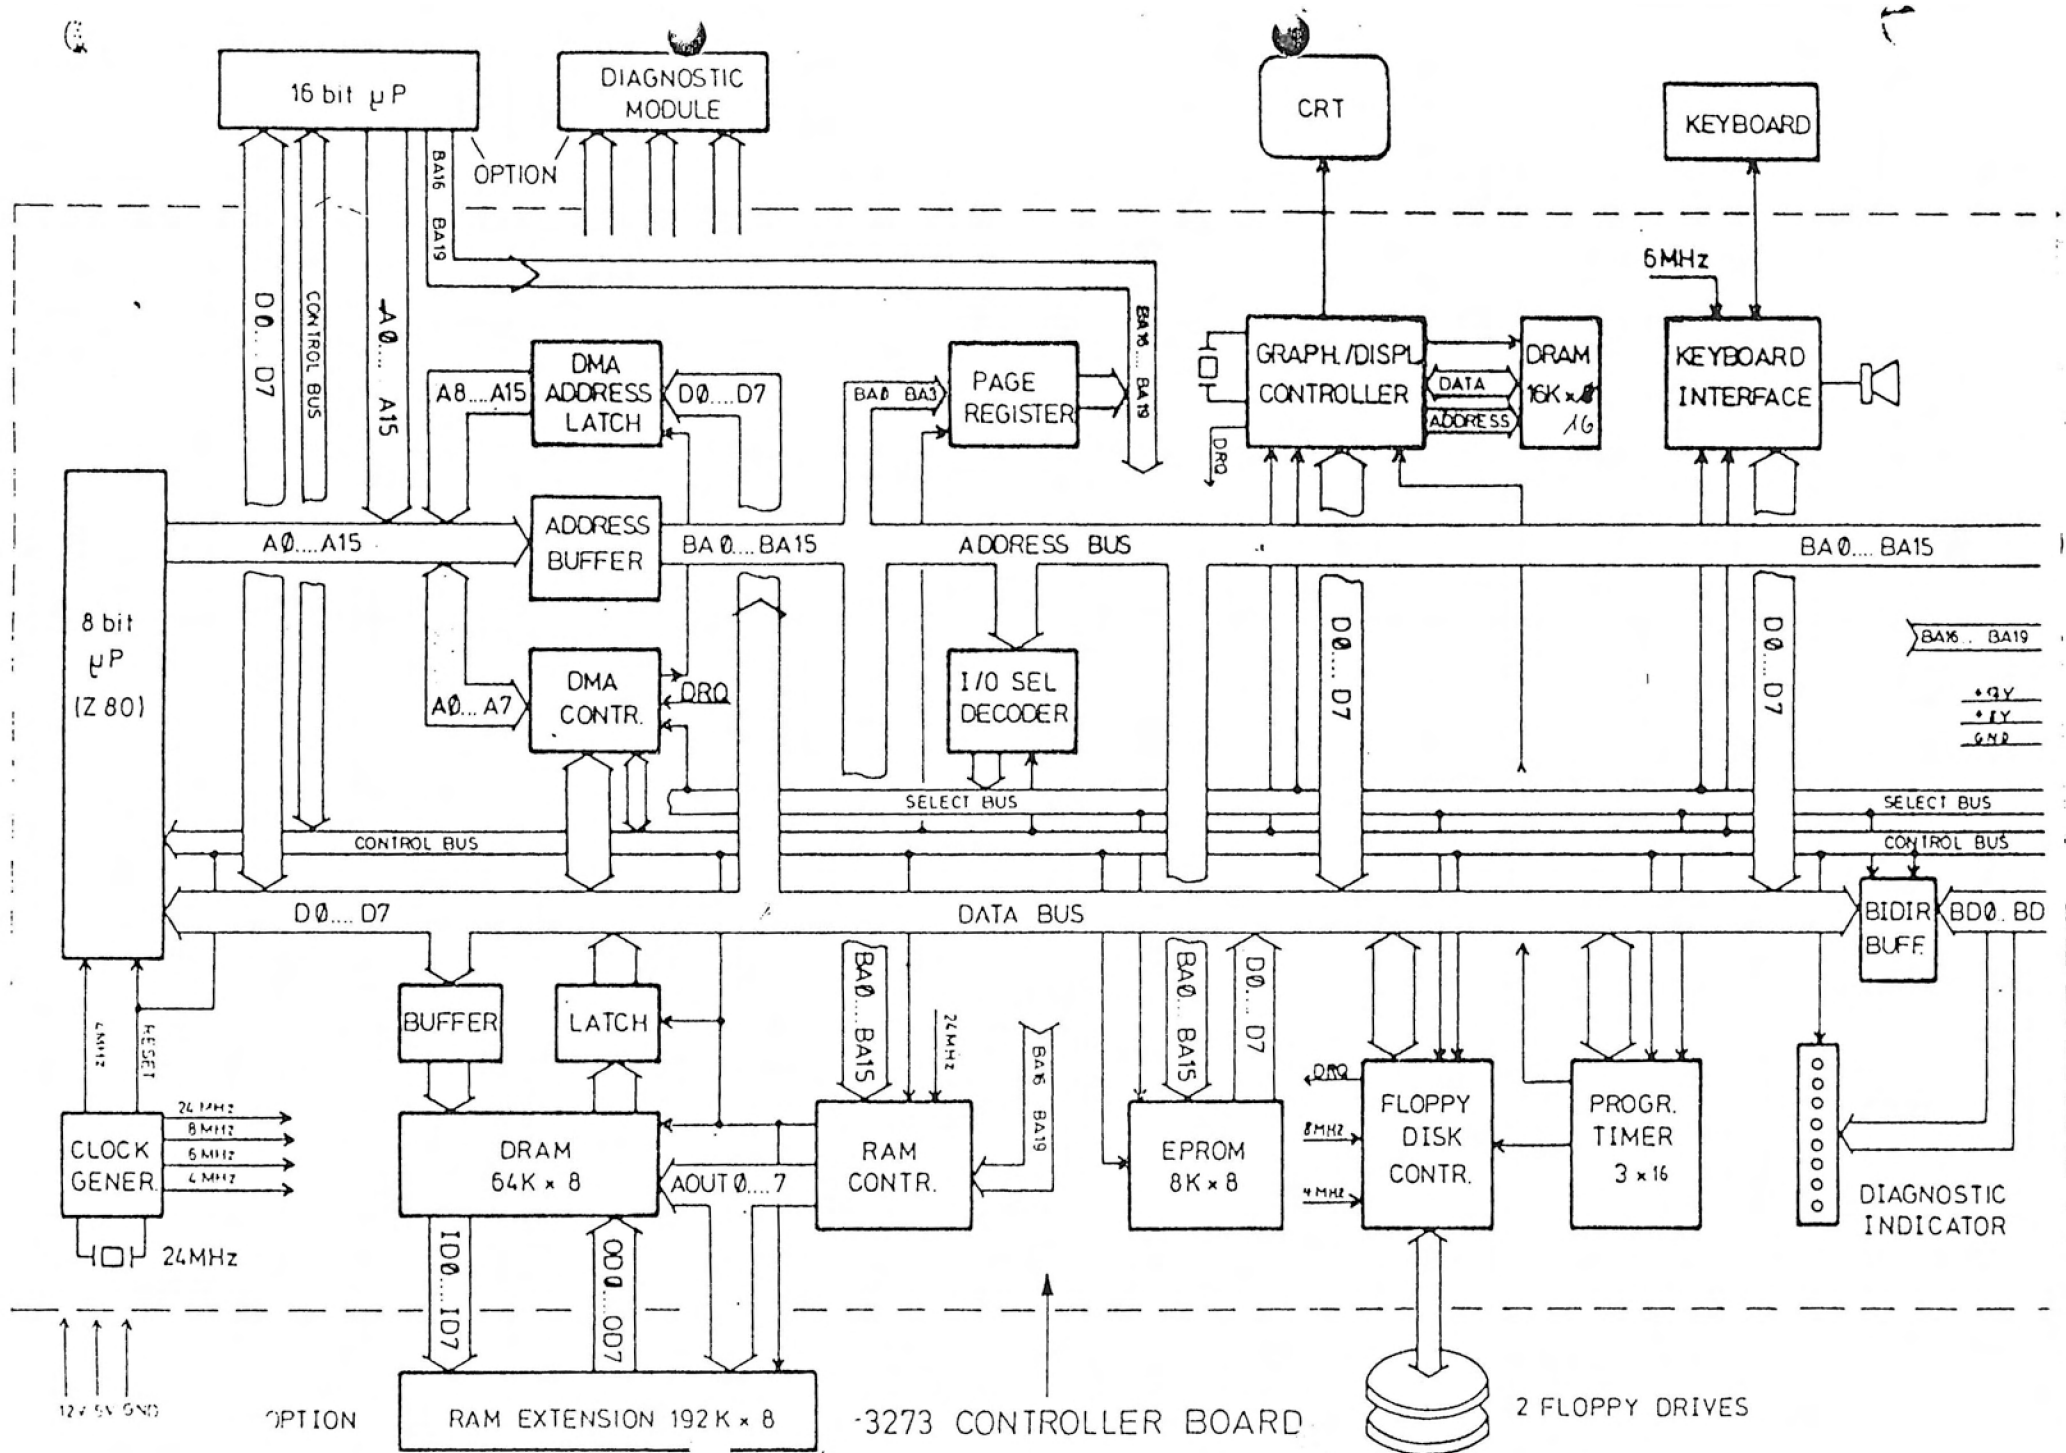 16 bit µP
DIAGNOSTIC
MODULE
CRT
KEYBOARD
OPTION
BA16 BA19
D0....D7
CONTROL BUS
A0.... A15
6MHz
A8....A15
DMA
ADDRESS
LATCH
D0....D7
BA0 BA3
PAGE
REGISTER
BA16.... BA19
GRAPH./DISPL
CONTROLLER
DRQ
DATA
ADDRESS
DRAM
16K x
16
KEYBOARD
INTERFACE
8 bit
µP
(Z 80)
A0....A15
ADDRESS
BUFFER
BA0....BA15
ADDRESS BUS
BA0....BA15
A0... A7
DMA
CONTR.
DRQ
I/O SEL
DECODER
D0... D7
D0... D7
BA16... BA19
GND
SELECT BUS
SELECT BUS
CONTROL BUS
CONTROL BUS
D0.... D7
DATA BUS
BIDIR
BUFF.
BD0..BD
4MHz
RESET
BUFFER
LATCH
BA0....BA15
24MHz
BA16 BA19
BA0.... BA15
D0.... D7
CLOCK
GENER.
24 MHz
8MHz
6 MHz
4 MHz
24MHz
DRAM
64K x 8
AOUT 0....7
RAM
CONTR.
EPROM
8K x 8
DRQ
8MHz
4MHz
FLOPPY
DISK
CONTR.
PROGR.
TIMER
3 x 16
DIAGNOSTIC
INDICATOR
ID0...ID7
OD0...OD7
12V 5V GND
OPTION
RAM EXTENSION 192K x 8
-3273 CONTROLLER BOARD
2 FLOPPY DRIVES